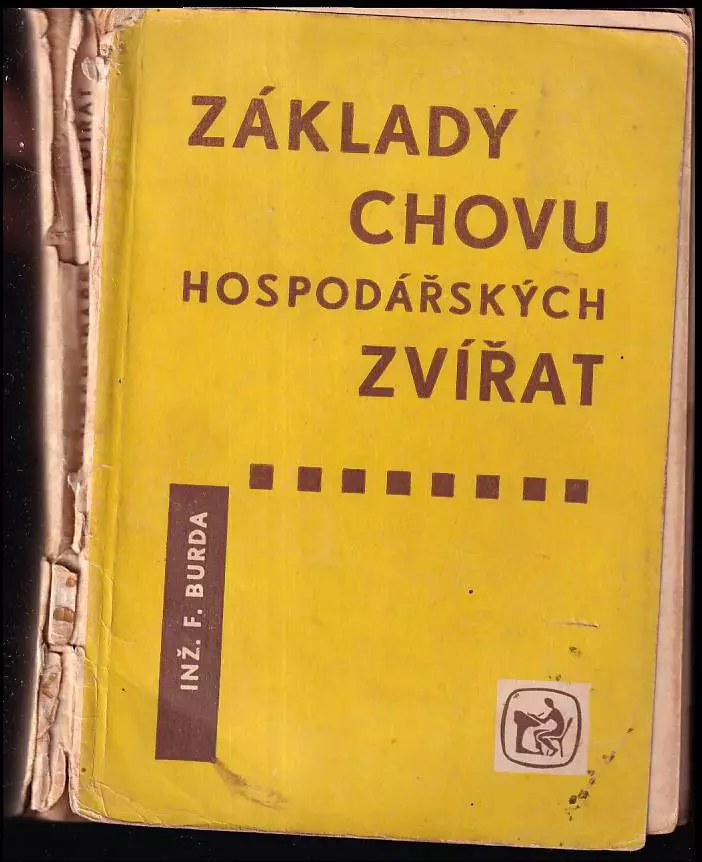 ZÁKLADY
CHOVU
HOSPODÁŘSKÝCH
ZVÍŘAT
INŽ. F. BURDA